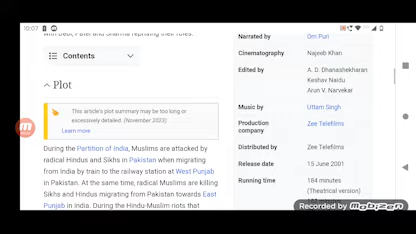 10:07
with Debi, Patel and Sharma reprising their roles.
Contents
Plot
This article's plot summary may be too long or
excessively detailed. (November 2023)
Learn more
During the Partition of India, Muslims are attacked by
radical Hindus and Sikhs in Pakistan when migrating
from India by train to the railway station at West Punjab
in Pakistan. At the same time, radical Muslims are killing
Sikhs and Hindus migrating from Pakistan towards East
Punjab in India. During the Hindu-Muslim riots that
Narrated by Om Puri
Cinematography Najeeb Khan
Edited by A. D. Dhanashekharan
Keshav Naidu
Arun V. Narvekar
Music by Uttam Singh
Production Zee Telefilms
company
Distributed by Zee Telefilms
Release date 15 June 2001
Running time 184 minutes
(Theatrical version)
Recorded by Mobizen